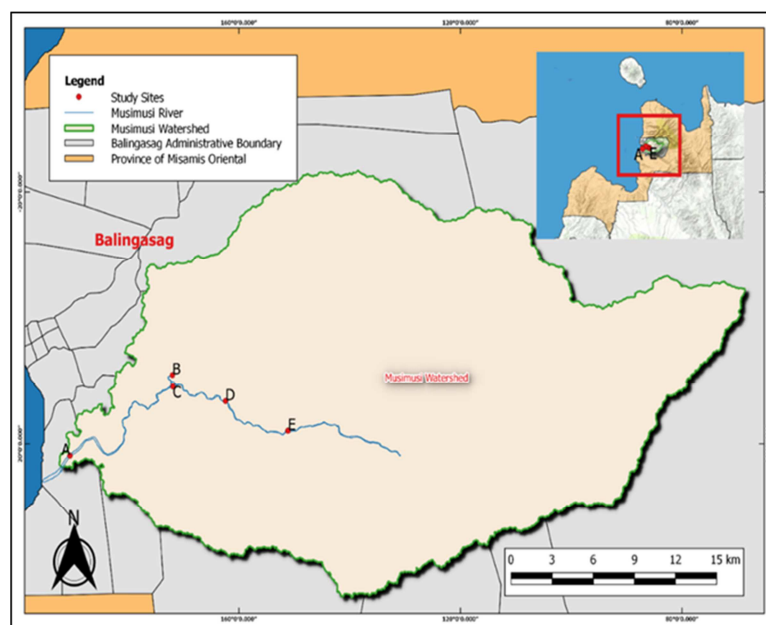 160°0'0.000" 120°0'0.000" 80°0'0.000"
Legend
Study Sites
Musimusi River
Musimusi Watershed
Balingasag Administrative Boundary
Province of Misamis Oriental
A E
Balingasag
B
C
D
E
A
Musimusi Watershed
N
0 3 6 9 12 15 km
160°0'0.000" 120°0'0.000" 80°0'0.000"